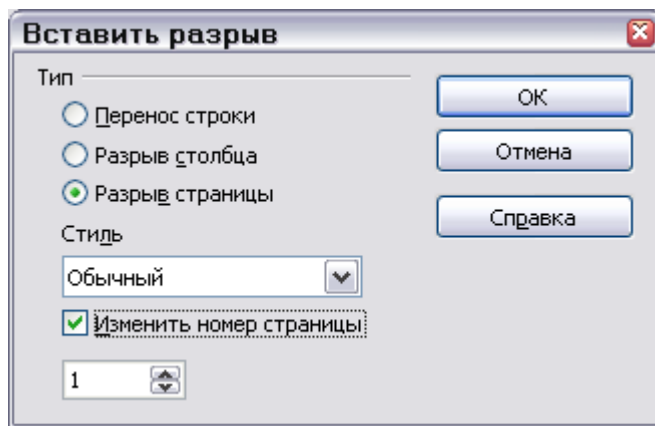 Вставить разрыв
Тип
Перенос строки
Разрыв столбца
Разрыв страницы
Стиль
Обычный
Изменить номер страницы
1
OK
Отмена
Справка